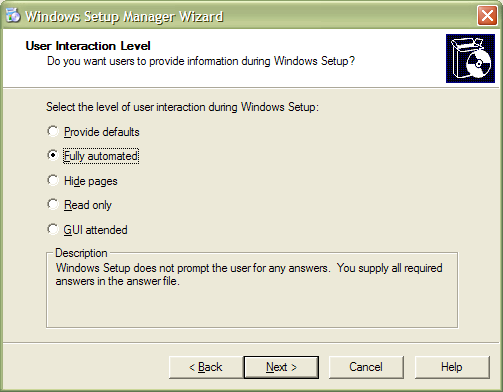 Windows Setup Manager Wizard
User Interaction Level
Do you want users to provide information during Windows Setup?
Select the level of user interaction during Windows Setup:
Provide defaults
Fully automated
Hide pages
Read only
GUI attended
Description
Windows Setup does not prompt the user for any answers. You supply all required
answers in the answer file.
< Back Next > Cancel Help